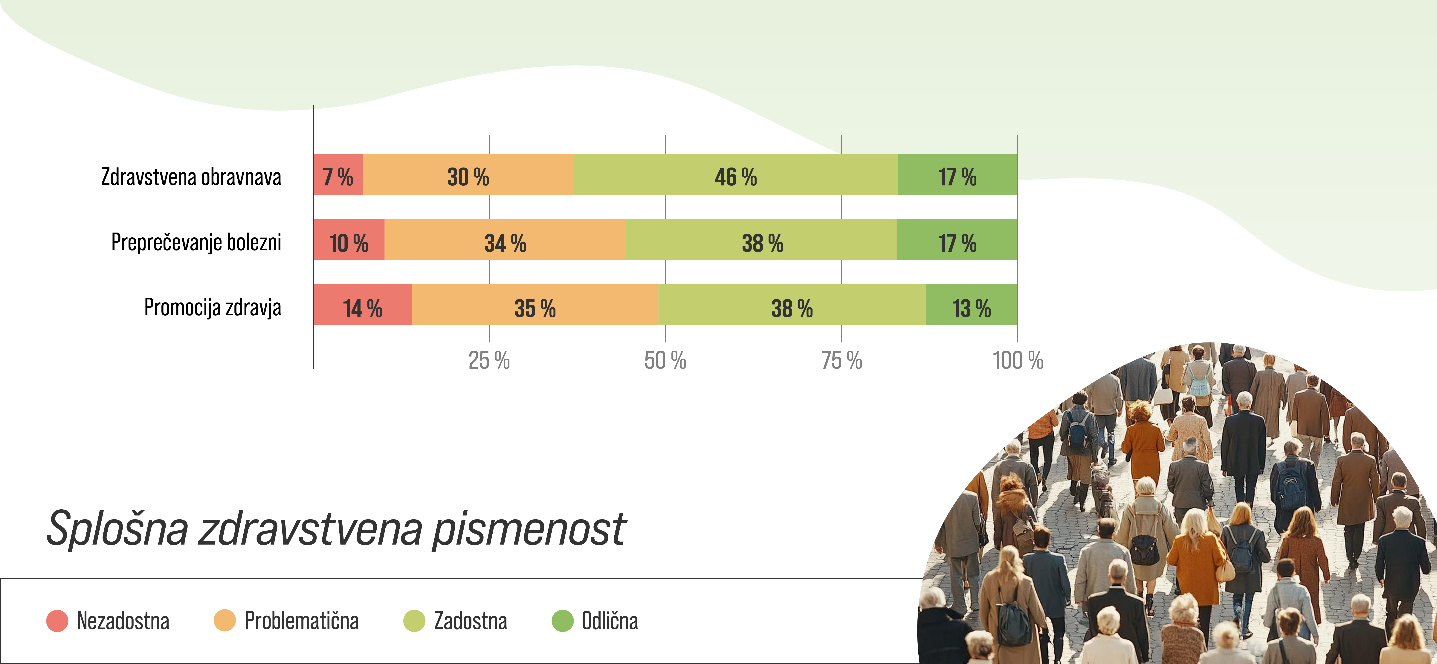 Zdravstvena obravnava 7 % 30 % 46 % 17 %
Preprečevanje bolezni 10 % 34 % 38 % 17 %
Promocija zdravja 14 % 35 % 38 % 13 %
25 % 50 % 75 % 100 %
Splošna zdravstvena pismenost
Nezadostna Problematična Zadostna Odlična